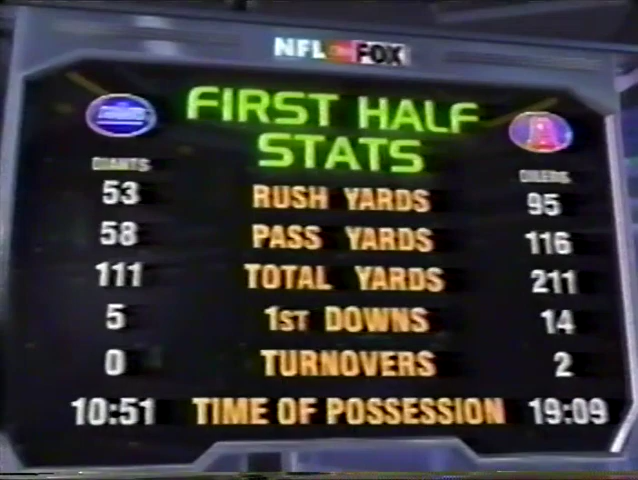 NFL ON FOX
FIRST HALF
STATS
GIANTS
OILERS
53 RUSH YARDS 95
58 PASS YARDS 116
111 TOTAL YARDS 211
5 1ST DOWNS 14
0 TURNOVERS 2
10:51 TIME OF POSSESSION 19:09